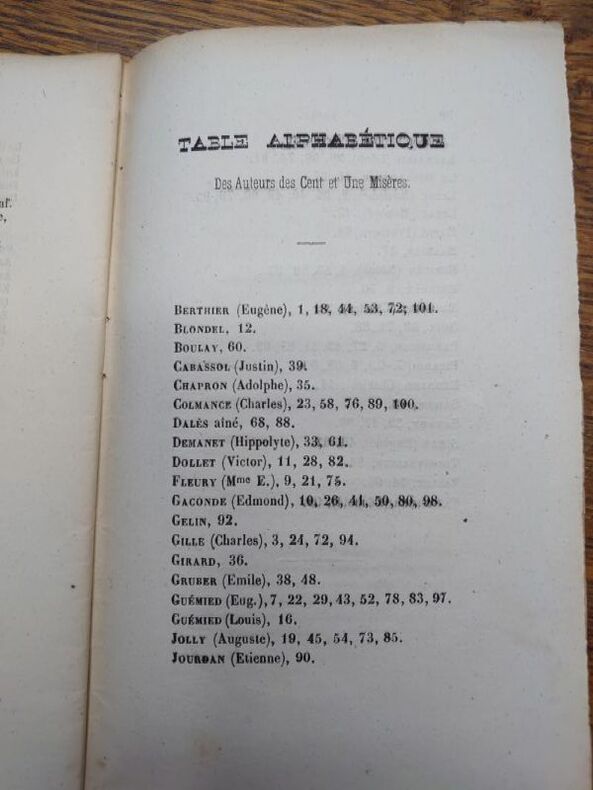 TABLE ALPHABÉTIQUE
Des Auteurs des Cent et Une Misères.
BERTHIER (Eugène), 1, 18, 44, 53, 72, 101.
BLONDEL, 12.
BOULAY, 60.
CABASSOL (Justin), 39.
CHAPRON (Adolphe), 35.
COLMANCE (Charles), 23, 58, 76, 89, 100.
DALÈS aîné, 68, 88.
DEMANET (Hippolyte), 33, 61.
DOLLET (Victor), 11, 28, 82.
FLEURY (Mme E.), 9, 21, 75.
GACONDE (Edmond), 10, 26, 41, 50, 80, 98.
GELIN, 92.
GILLE (Charles), 3, 24, 72, 94.
GIRARD, 36.
GRUBER (Emile), 38, 48.
GUÉMIED (Eug.), 7, 22, 29, 43, 52, 78, 83, 97.
GUÉMIED (Louis), 16.
JOLLY (Auguste), 19, 45, 54, 73, 85.
JOURDAN (Etienne), 90.